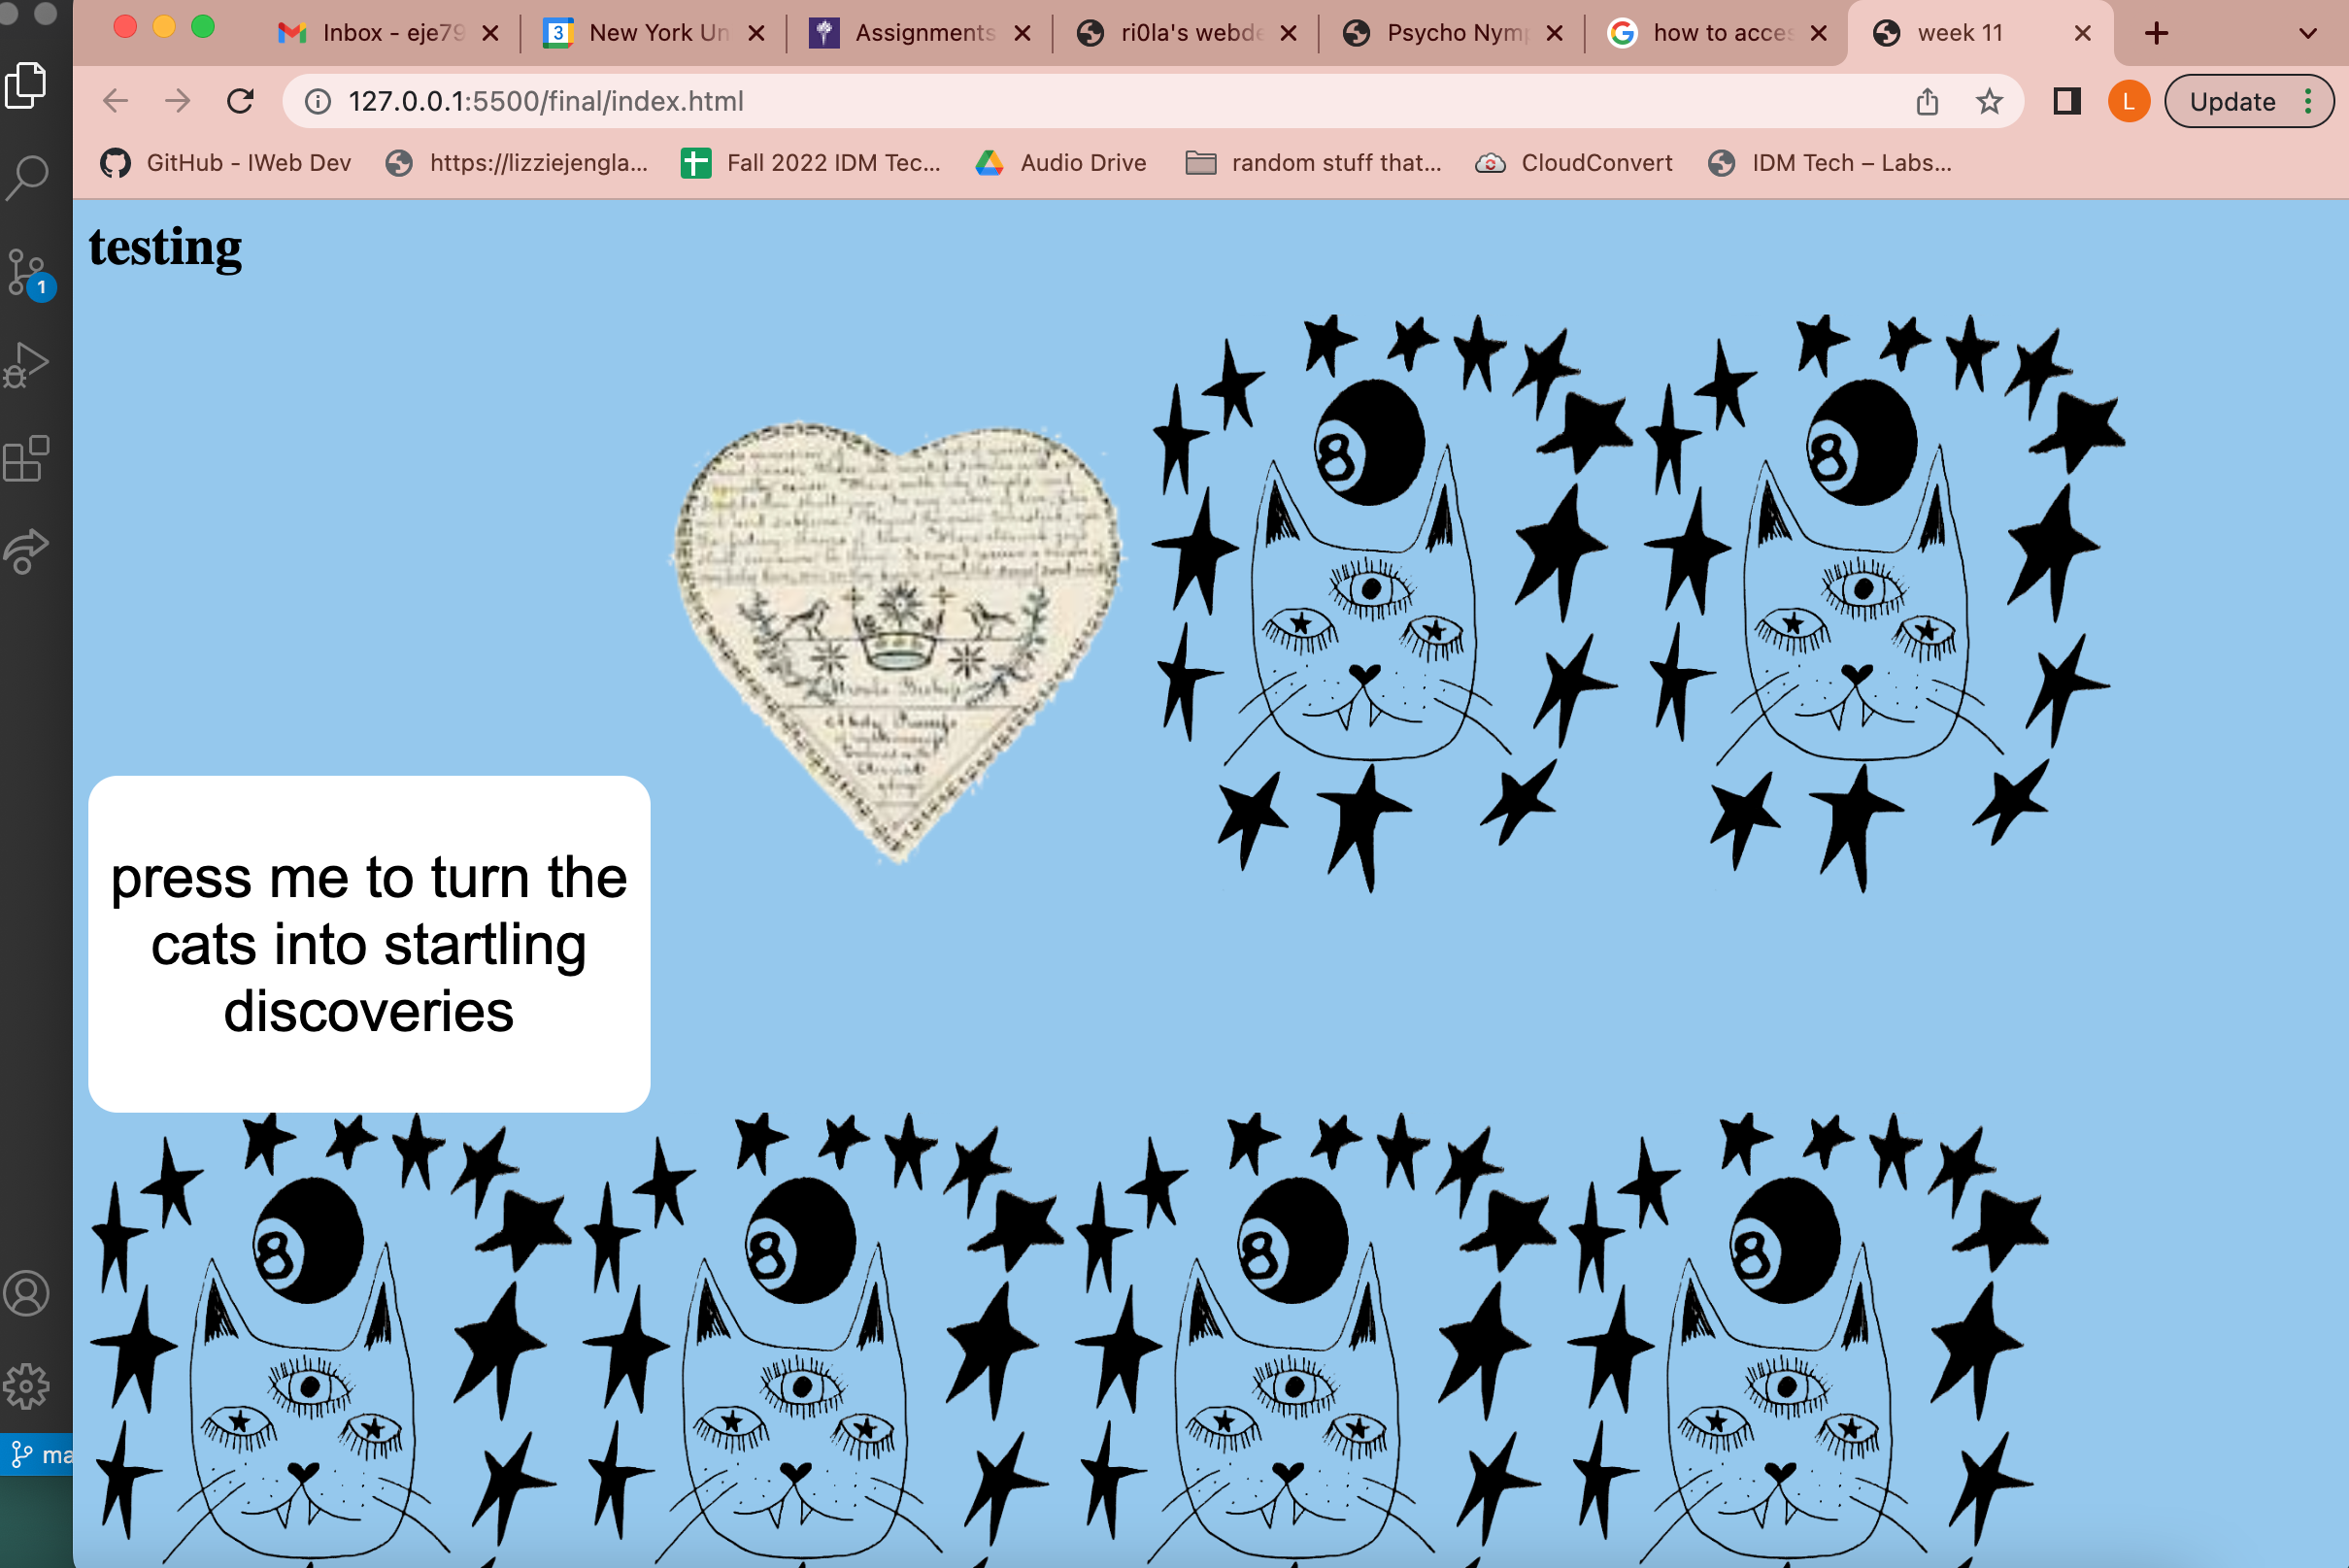 Inbox - eje79
3
New York Un
Assignments
ri0la's webde
Psycho Nymp
G
how to acces
week 11
127.0.0.1:5500/final/index.html
L
Update
GitHub - IWeb Dev
https://lizziejengla...
Fall 2022 IDM Tec...
Audio Drive
random stuff that...
CloudConvert
IDM Tech – Labs...
1
testing
8
8
press me to turn the
cats into startling
discoveries
8
8
8
8
ma